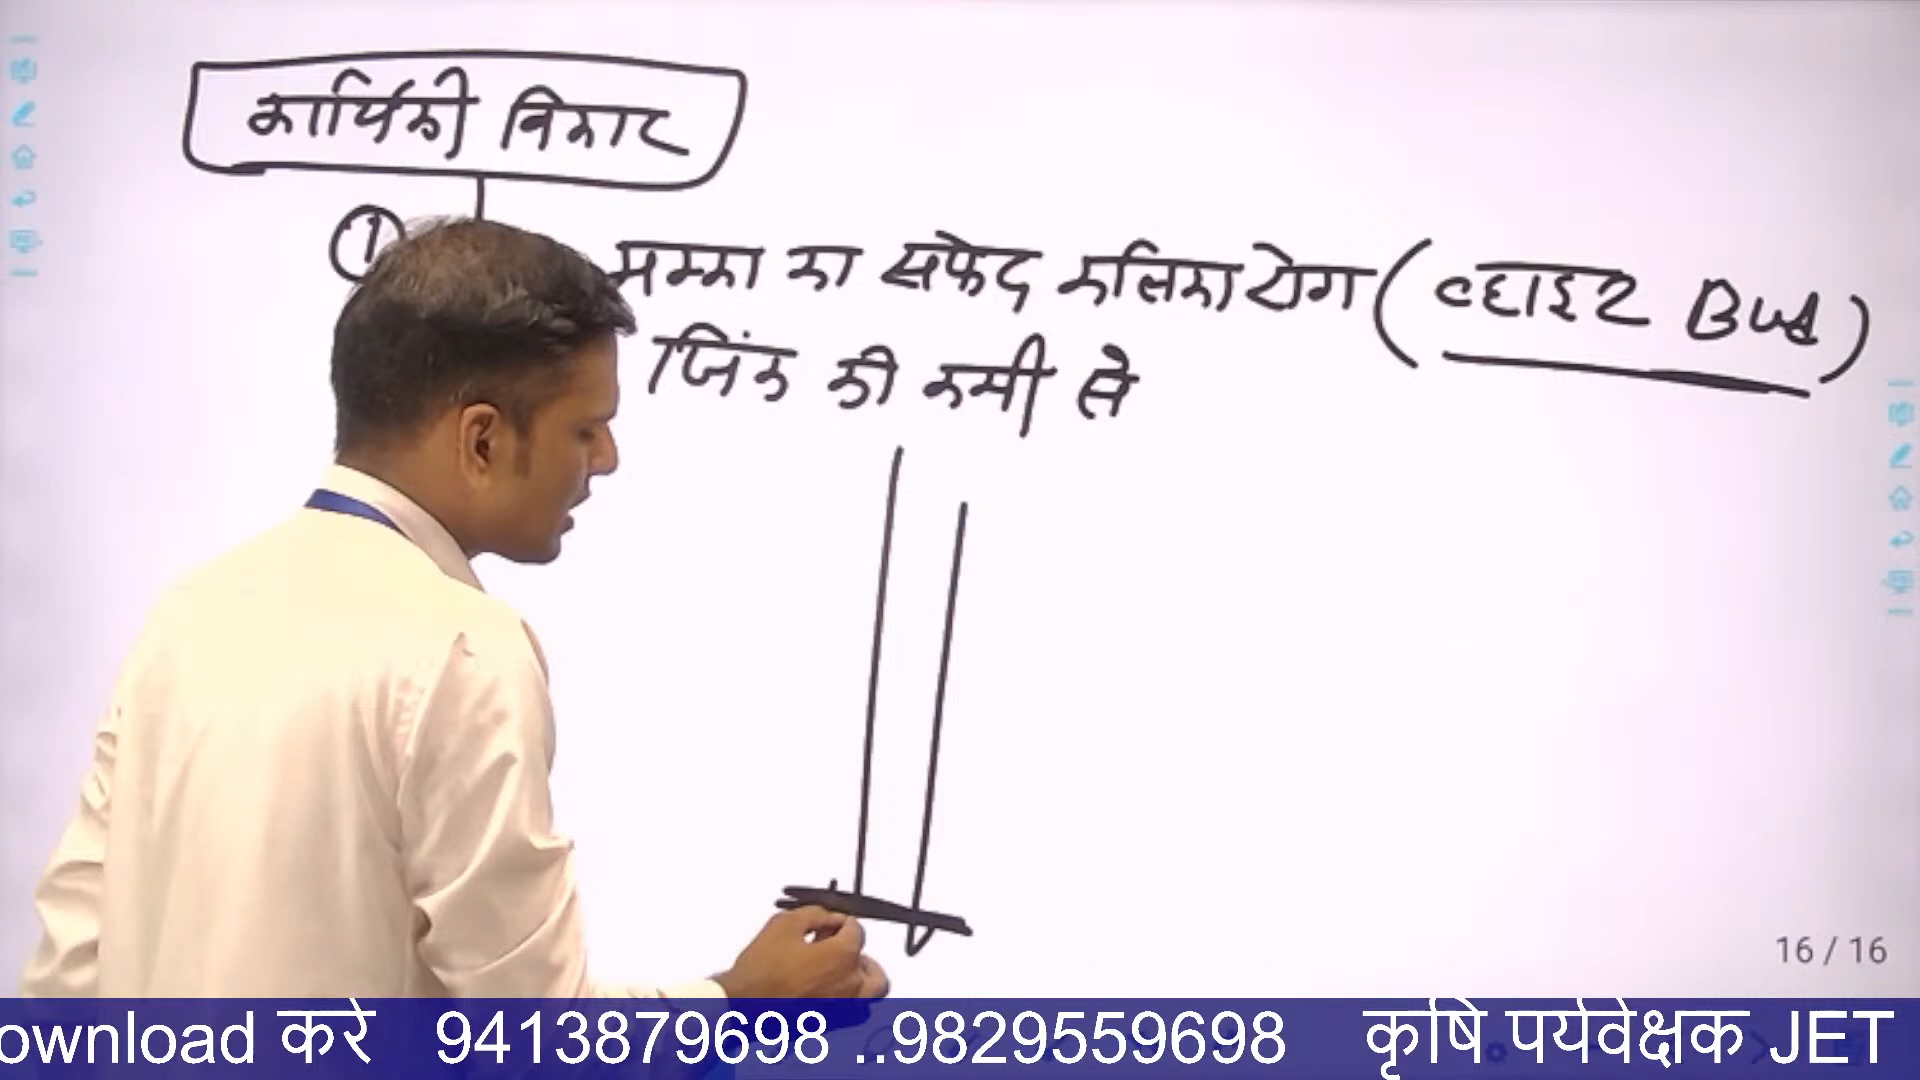 कार्यिकी विकार
1 मक्का का सफेद कलिका रोग (व्हाइट Bud)
जिंक की कमी से
16 / 16
ownload करे 9413879698 ..9829559698 कृषि पर्यवेक्षक JET